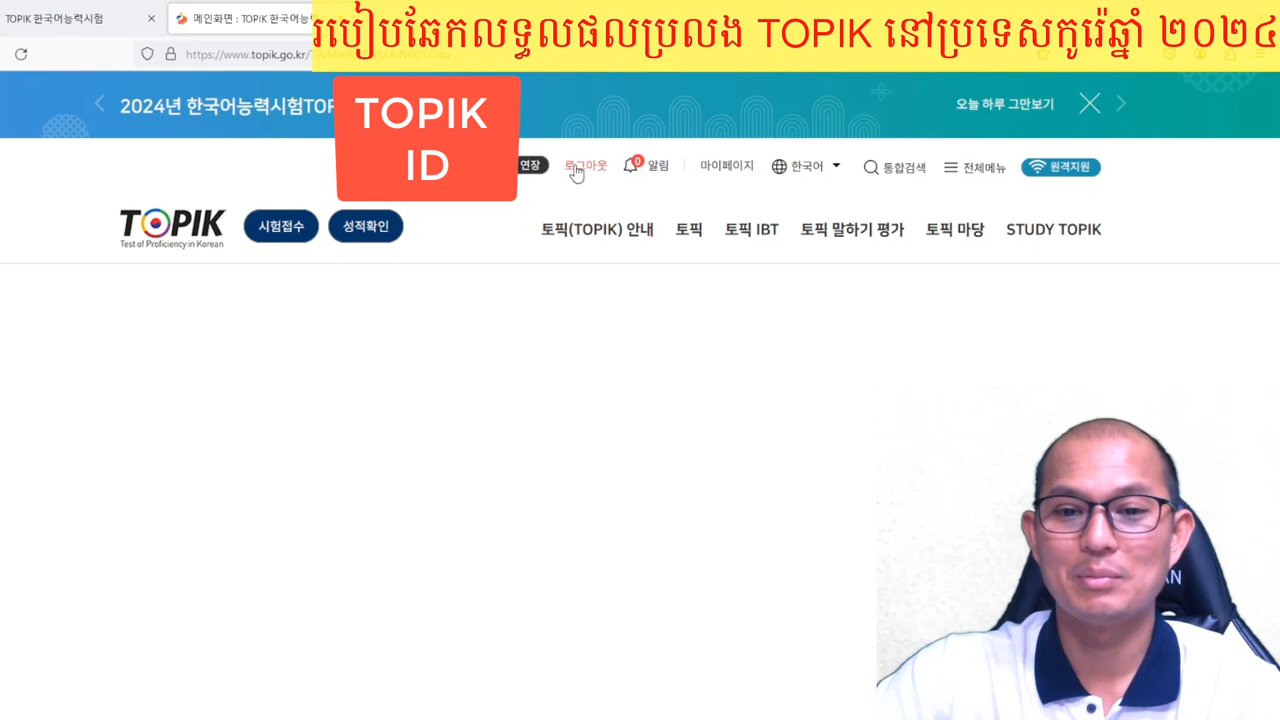 TOPIK 한국어능력시험
메인화면 : TOPIK 한국어능
របៀបឆែកលទ្ធលផលប្រលង TOPIK នៅប្រទេសកូរ៉េឆ្នាំ ២០២៤
https://www.topik.go.kr/
2024년 한국어능력시험TOP
오늘 하루 그만보기
TOPIK
ID
연장
로그아웃
0
알림
마이페이지
한국어
통합검색
전체메뉴
원격지원
TOPIK
Test of Proficiency in Korean
시험접수
성적확인
토픽(TOPIK) 안내
토픽
토픽 IBT
토픽 말하기 평가
토픽 마당
STUDY TOPIK
AN